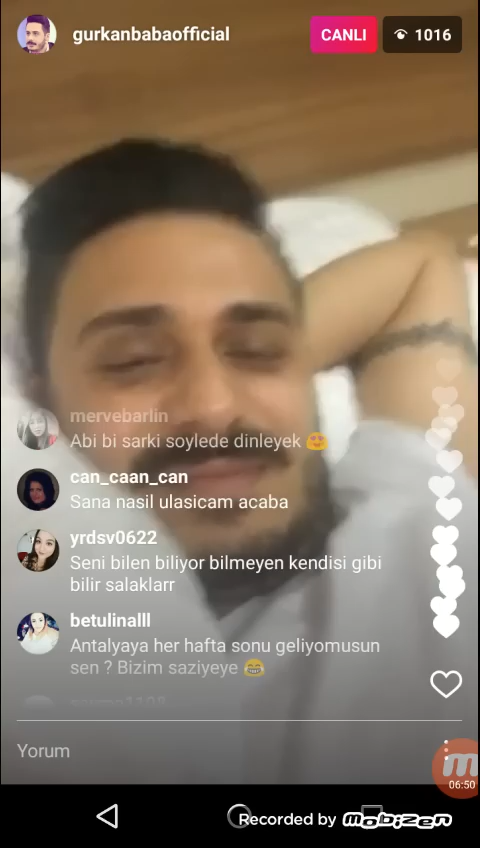 gurkanbabaofficial
CANLI
1016
mervebarlin
Abi bi sarki soylede dinleyek 😍
can_caan_can
Sana nasil ulasicam acaba
yrdsv0622
Seni bilen biliyor bilmeyen kendisi gibi
bilir salaklarr
betulinalll
Antalyaya her hafta sonu geliyomusun
sen ? Bizim saziyeye 😂
Yorum
06:50
Recorded by mobizen